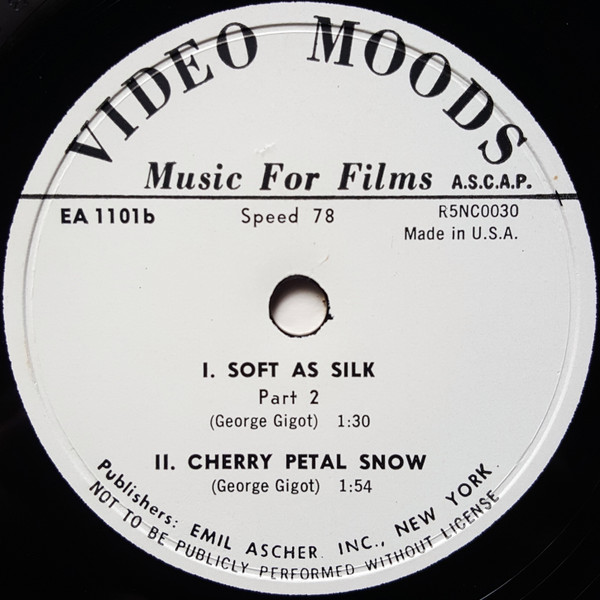 VIDEO MOODS
Music For Films A.S.C.A.P.
EA 1101b Speed 78 R5NC0030
Made in U.S.A.
I. SOFT AS SILK
Part 2
(George Gigot) 1:30
II. CHERRY PETAL SNOW
(George Gigot) 1:54
Publishers: EMIL ASCHER. INC., NEW YORK.
NOT TO BE PUBLICLY PERFORMED WITHOUT LICENSE